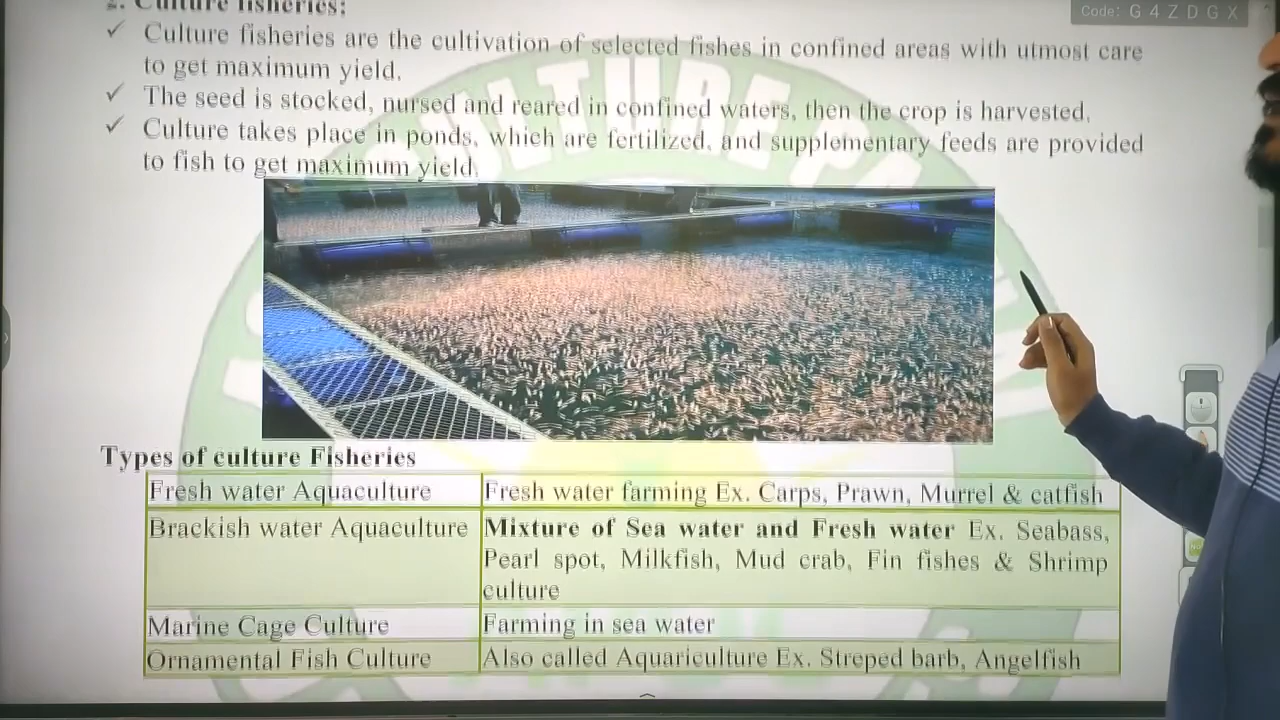 2. Culture fisheries:
Code: G 4 Z D G X
✓ Culture fisheries are the cultivation of selected fishes in confined areas with utmost care
to get maximum yield.
✓ The seed is stocked, nursed and reared in confined waters, then the crop is harvested.
✓ Culture takes place in ponds, which are fertilized, and supplementary feeds are provided
to fish to get maximum yield.
Types of culture Fisheries
Fresh water Aquaculture Fresh water farming Ex. Carps, Prawn, Murrel & catfish
Brackish water Aquaculture Mixture of Sea water and Fresh water Ex. Seabass,
Pearl spot, Milkfish, Mud crab, Fin fishes & Shrimp
culture
Marine Cage Culture Farming in sea water
Ornamental Fish Culture Also called Aquariculture Ex. Streped barb, Angelfish